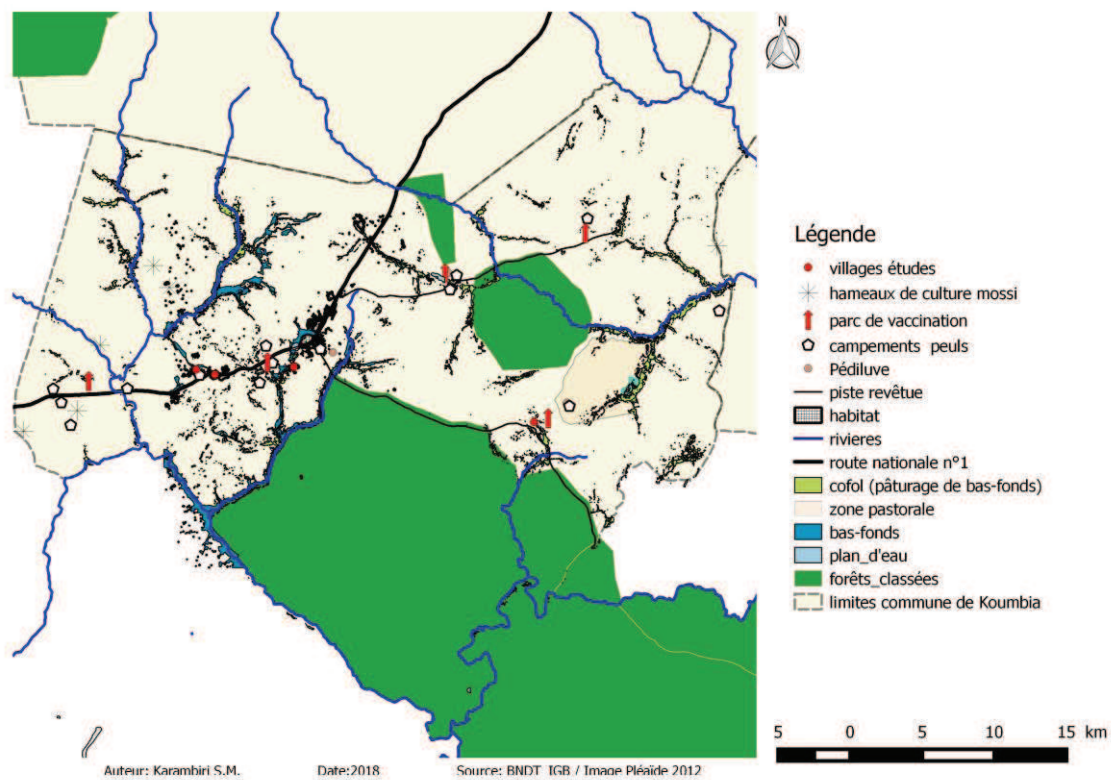 N
Légende
villages études
hameaux de culture mossi
parc de vaccination
campements peuls
Pédiluve
piste revêtue
habitat
rivieres
route nationale n°1
cofol (pâturage de bas-fonds)
zone pastorale
bas-fonds
plan_d'eau
forêts_classées
limites commune de Koumbia
5 0 5 10 15 km
Auteur: Karambiri S.M. Date:2018 Source: BNDT IGB / Image Pléaïde 2012